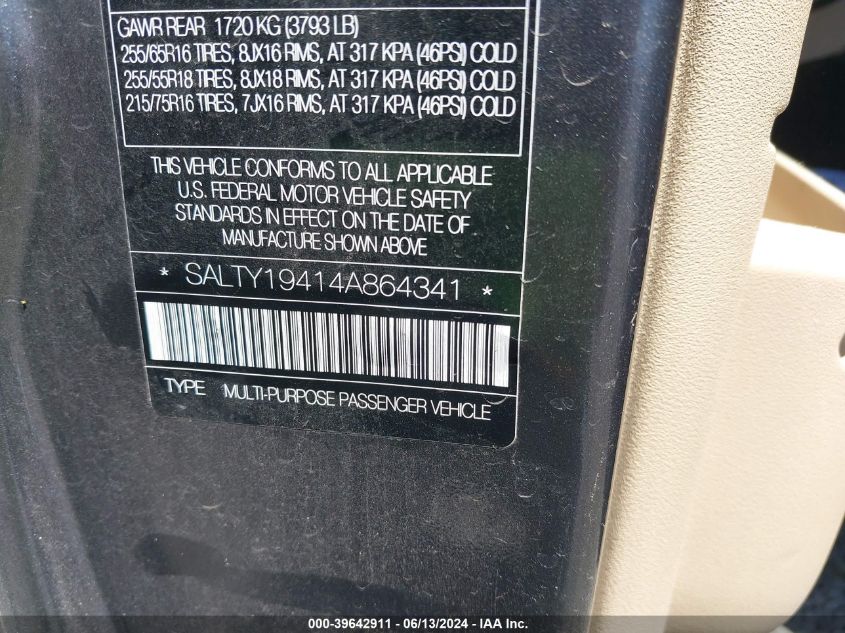 GAWR REAR 1720 KG (3793 LB)
255/65R16 TIRES, 8JX16 RIMS, AT 317 KPA (46PSI) COLD
255/55R18 TIRES, 8JX18 RIMS, AT 317 KPA (46PSI) COLD
215/75R16 TIRES, 7JX16 RIMS, AT 317 KPA (46PSI) COLD
THIS VEHICLE CONFORMS TO ALL APPLICABLE
U.S. FEDERAL MOTOR VEHICLE SAFETY
STANDARDS IN EFFECT ON THE DATE OF
MANUFACTURE SHOWN ABOVE
* SALTY19414A864341 *
TYPE MULTI-PURPOSE PASSENGER VEHICLE
000-39642911 - 06/13/2024 - IAA Inc.